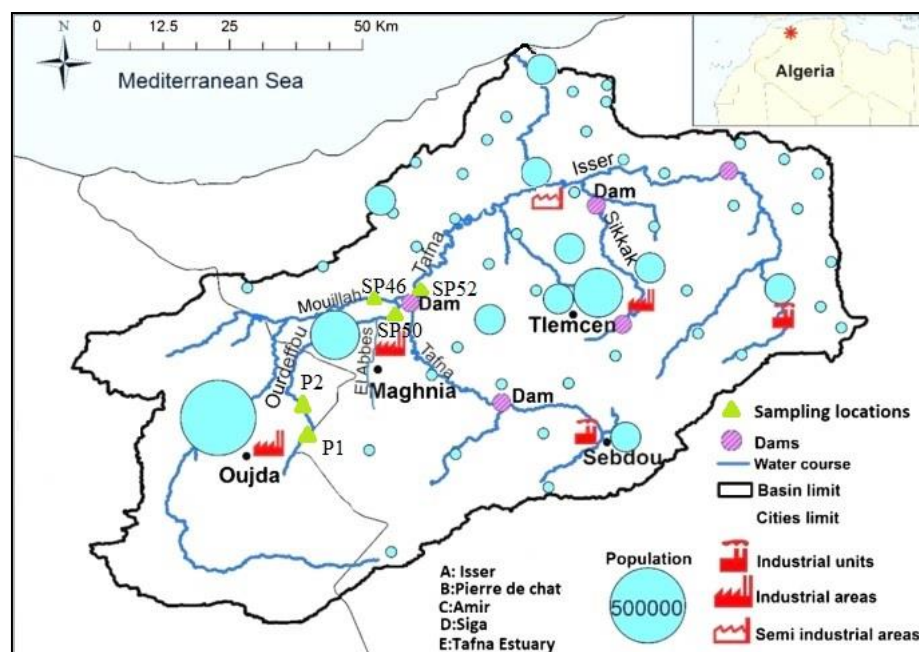 N
0 12.5 25 50 Km
Mediterranean Sea
Algeria
Isser
Dam
Sikkak
Tafna
SP46
SP52
Mouillah
Dam
SP50
Tlemcen
Ourdeffou
El Abbes
Tafna
Maghnia
P2
Dam
P1
Oujda
Sebdou
Sampling locations
Dams
Water course
Basin limit
Cities limit
Population
500000
Industrial units
Industrial areas
Semi industrial areas
A: Isser
B:Pierre de chat
C:Amir
D:Siga
E:Tafna Estuary